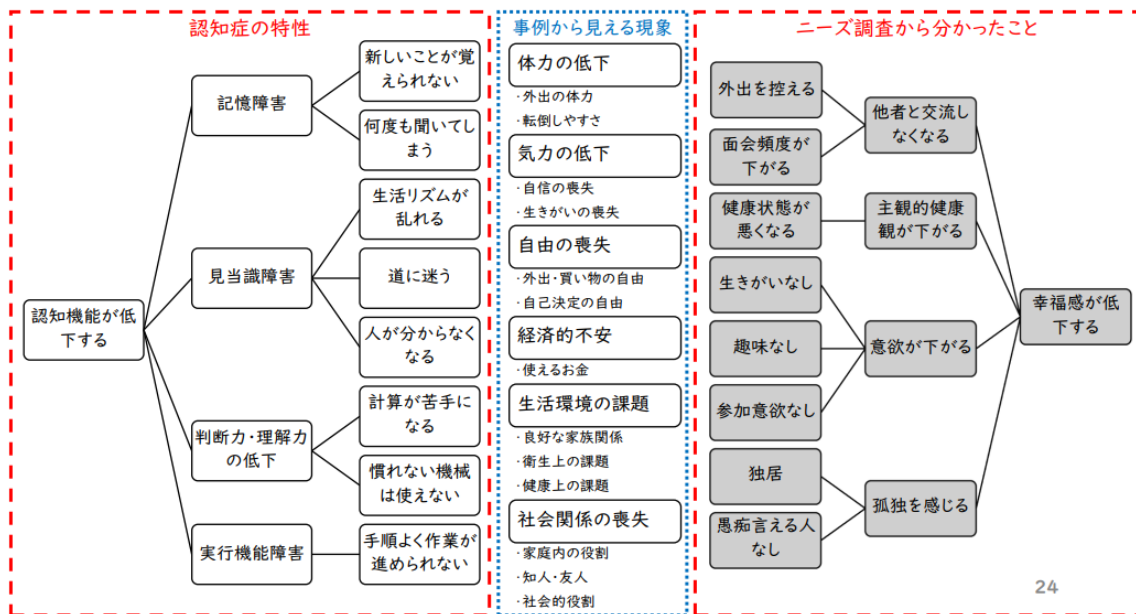 認知症の特性
認知機能が低
下する
記憶障害
新しいことが覚
えられない
何度も聞いてし
まう
見当識障害
生活リズムが
乱れる
道に迷う
人が分からなく
なる
判断力・理解力
の低下
計算が苦手に
なる
慣れない機械
は使えない
実行機能障害
手順よく作業が
進められない
事例から見える現象
体力の低下
・外出の体力
・転倒しやすさ
気力の低下
・自信の喪失
・生きがいの喪失
自由の喪失
・外出・買い物の自由
・自己決定の自由
経済的不安
・使えるお金
生活環境の課題
・良好な家族関係
・衛生上の課題
・健康上の課題
社会関係の喪失
・家庭内の役割
・知人・友人
・社会的役割
ニーズ調査から分かったこと
外出を控える
面会頻度が
下がる
他者と交流し
なくなる
健康状態が
悪くなる
主観的健康
観が下がる
生きがいなし
趣味なし
参加意欲なし
意欲が下がる
独居
愚痴言える人
なし
孤独を感じる
幸福感が低
下する
24